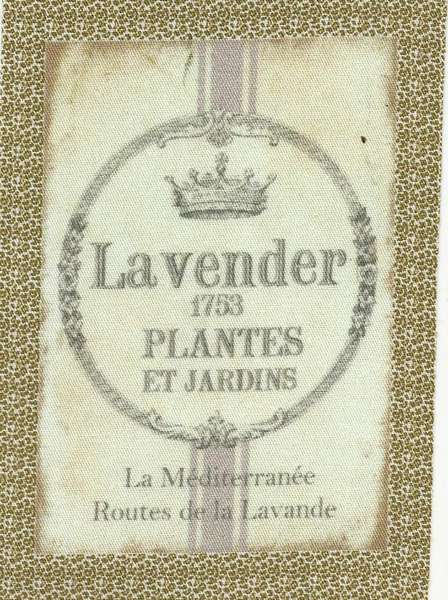 Lavender
1753
PLANTES
ET JARDINS
La Méditerranée
Routes de la Lavande